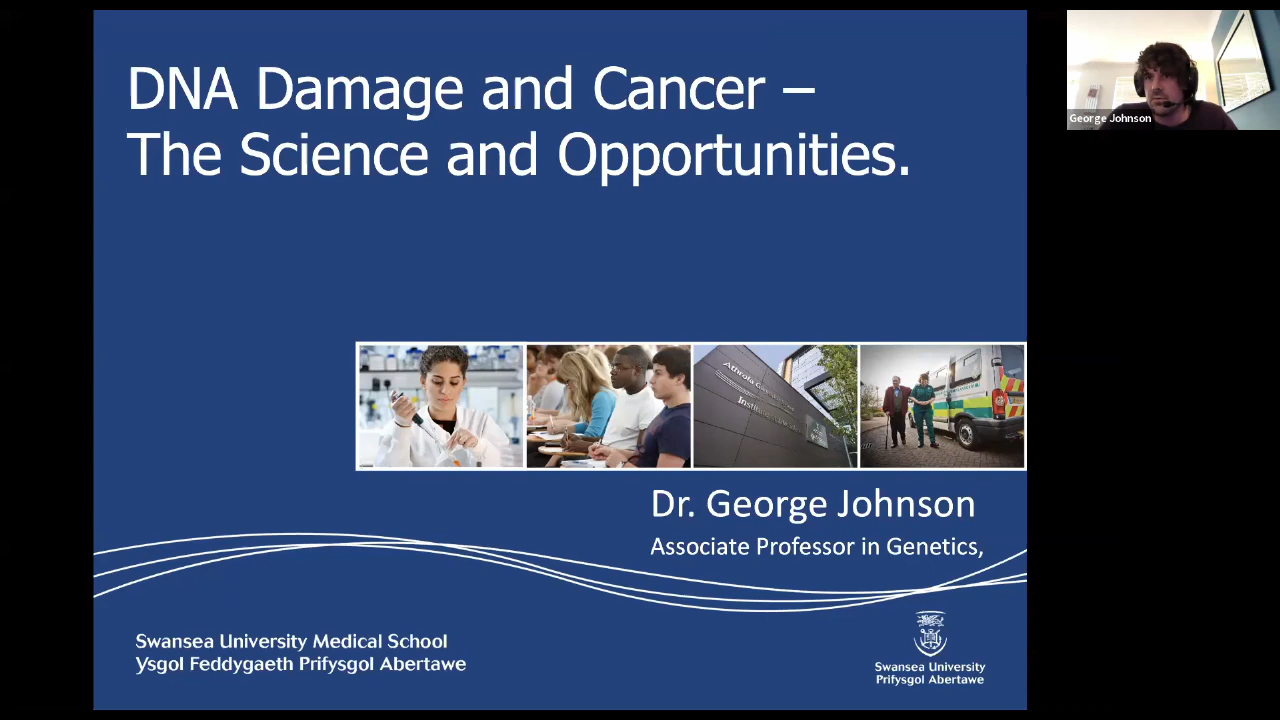 DNA Damage and Cancer –
The Science and Opportunities.
George Johnson
Dr. George Johnson
Associate Professor in Genetics,
Swansea University Medical School
Ysgol Feddygaeth Prifysgol Abertawe
Swansea University
Prifysgol Abertawe